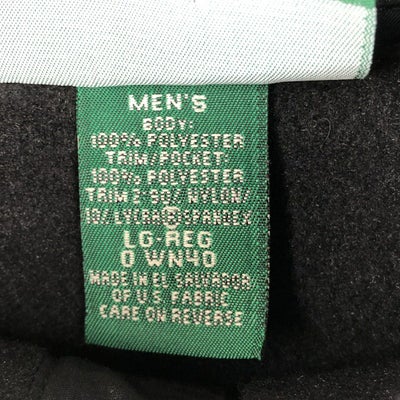 MEN'S
BODY:
100% POLYESTER
TRIM/POCKET:
100% POLYESTER
TRIM 2:90/ NYLON/
10/ LYCRA ® SPANDEX
LG-REG
0 WN40
MADE IN EL SALVADOR
OF U.S. FABRIC
CARE ON REVERSE